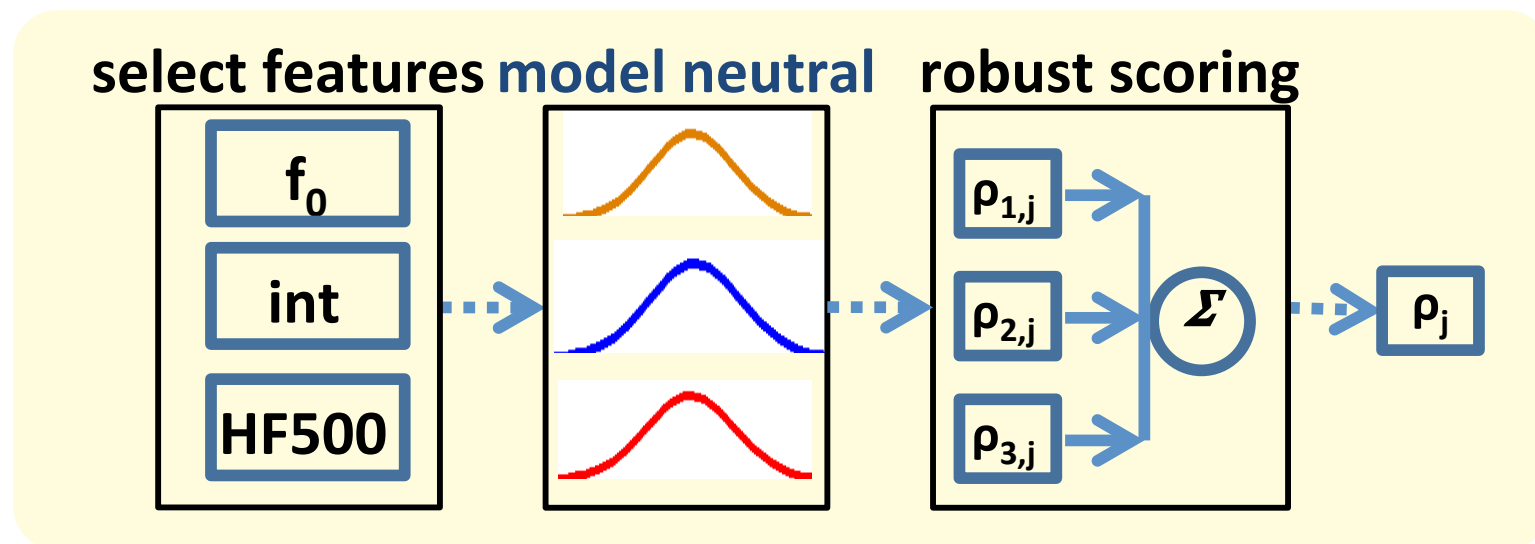 select features model neutral robust scoring
f₀
int
HF500
ρ₁,ⱼ
ρ₂,ⱼ
ρ₃,ⱼ
Σ
ρⱼ